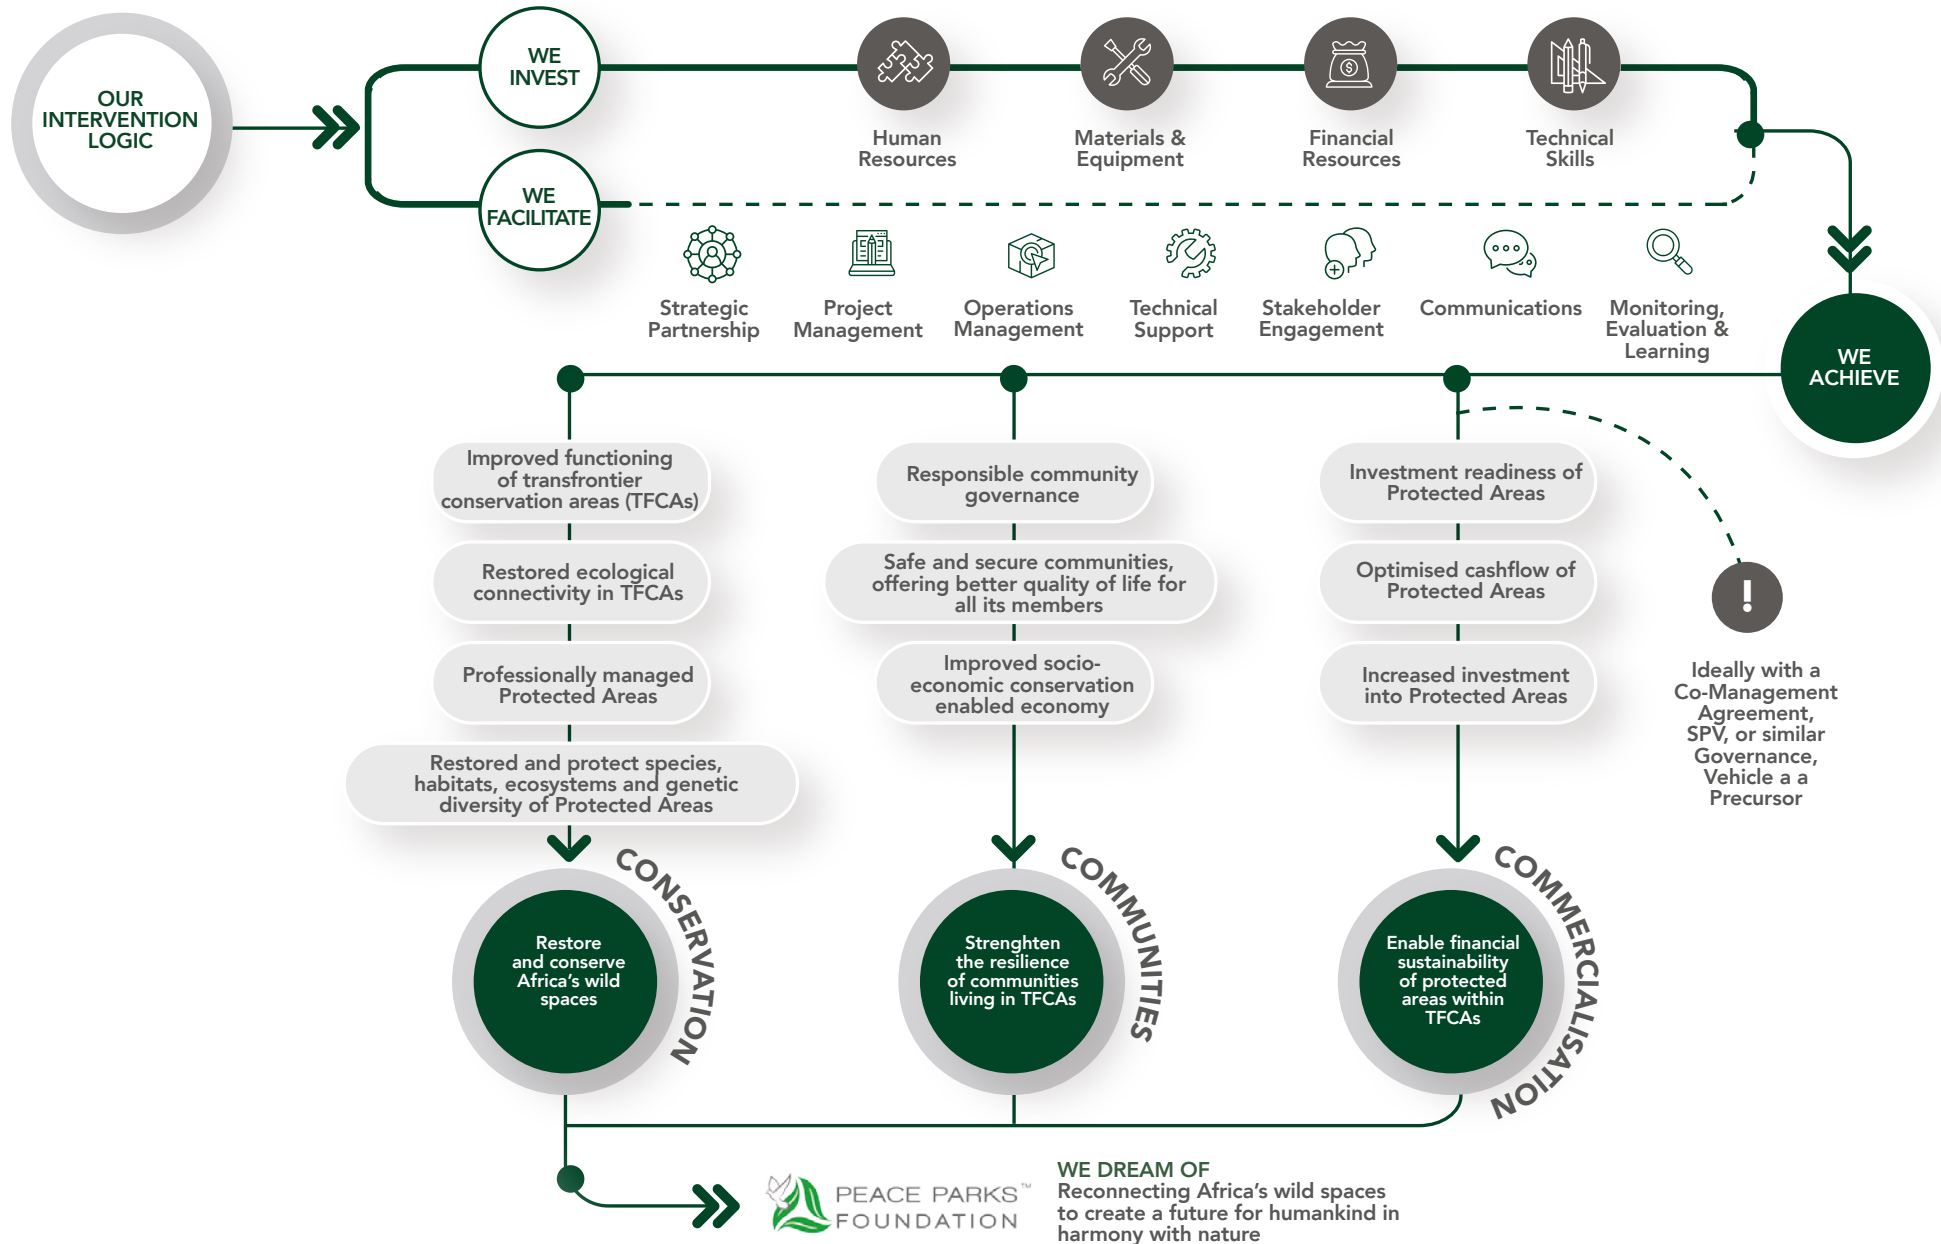 OUR
INTERVENTION
LOGIC
WE
INVEST
Human
Resources
Materials &
Equipment
Financial
Resources
Technical
Skills
WE
FACILITATE
Strategic
Partnership
Project
Management
Operations
Management
Technical
Support
Stakeholder
Engagement
Communications
Monitoring,
Evaluation &
Learning
WE
ACHIEVE
Improved functioning
of transfrontier
conservation areas (TFCAs)
Restored ecological
connectivity in TFCAs
Professionally managed
Protected Areas
Restored and protect species,
habitats, ecosystems and genetic
diversity of Protected Areas
CONSERVATION
Restore
and conserve
Africa's wild
spaces
Responsible community
governance
Safe and secure communities,
offering better quality of life for
all its members
Improved socio-
economic conservation
enabled economy
COMMUNITIES
Strenghten
the resilience
of communities
living in TFCAs
Investment readiness of
Protected Areas
Optimised cashflow of
Protected Areas
Increased investment
into Protected Areas
COMMERCIALISATION
Enable financial
sustainability
of protected
areas within
TFCAs
!
Ideally with a
Co-Management
Agreement,
SPV, or similar
Governance,
Vehicle a a
Precursor
PEACE PARKS™
FOUNDATION
WE DREAM OF
Reconnecting Africa's wild spaces
to create a future for humankind in
harmony with nature